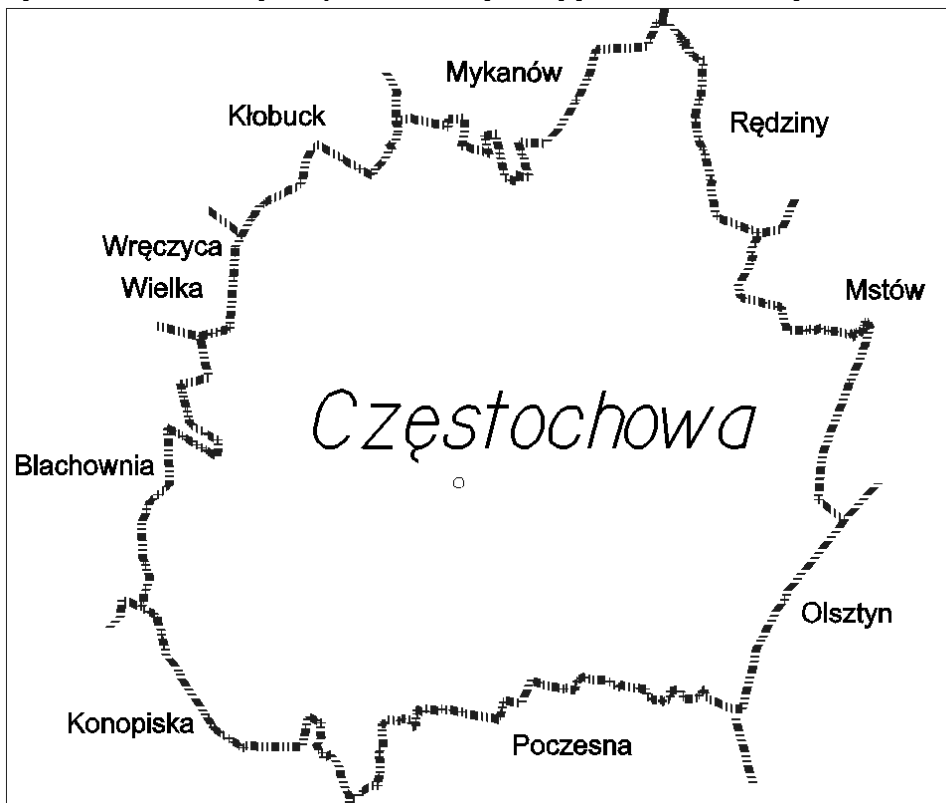 Mykanów
Kłobuck
Rędziny
Wręczyca
Wielka
Mstów
Częstochowa
Blachownia
Olsztyn
Konopiska
Poczesna